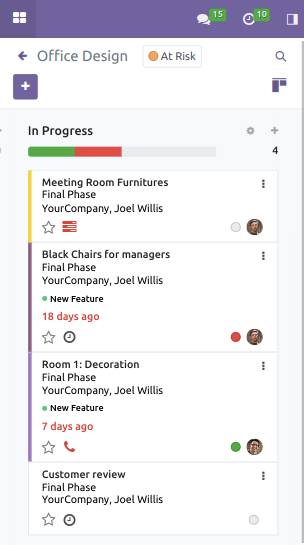 15
10
Office Design
At Risk
+
In Progress
4
Meeting Room Furnitures
Final Phase
YourCompany, Joel Willis
Black Chairs for managers
Final Phase
YourCompany, Joel Willis
New Feature
18 days ago
Room 1: Decoration
Final Phase
YourCompany, Joel Willis
New Feature
7 days ago
Customer review
Final Phase
YourCompany, Joel Willis